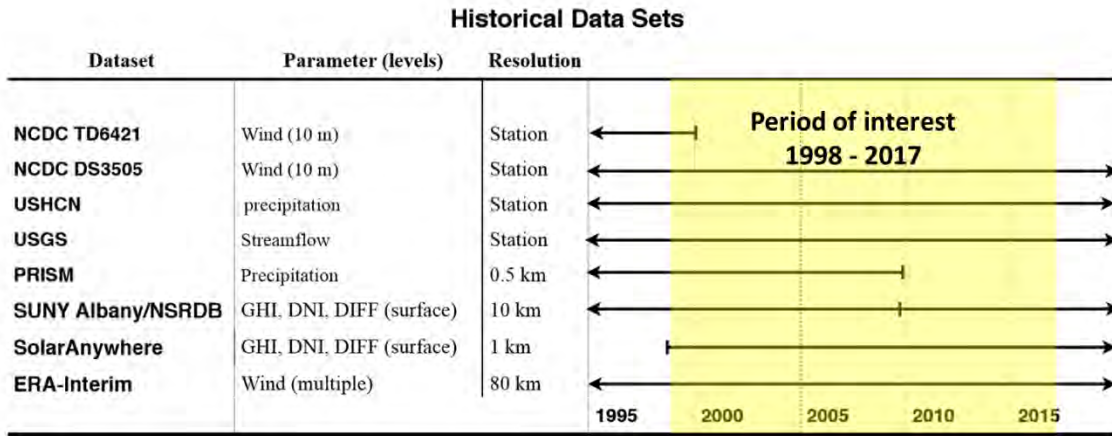 Historical Data Sets
Dataset Parameter (levels) Resolution
Period of interest
1998 - 2017
NCDC TD6421 Wind (10 m) Station
NCDC DS3505 Wind (10 m) Station
USHCN precipitation Station
USGS Streamflow Station
PRISM Precipitation 0.5 km
SUNY Albany/NSRDB GHI, DNI, DIFF (surface) 10 km
SolarAnywhere GHI, DNI, DIFF (surface) 1 km
ERA-Interim Wind (multiple) 80 km
1995 2000 2005 2010 2015